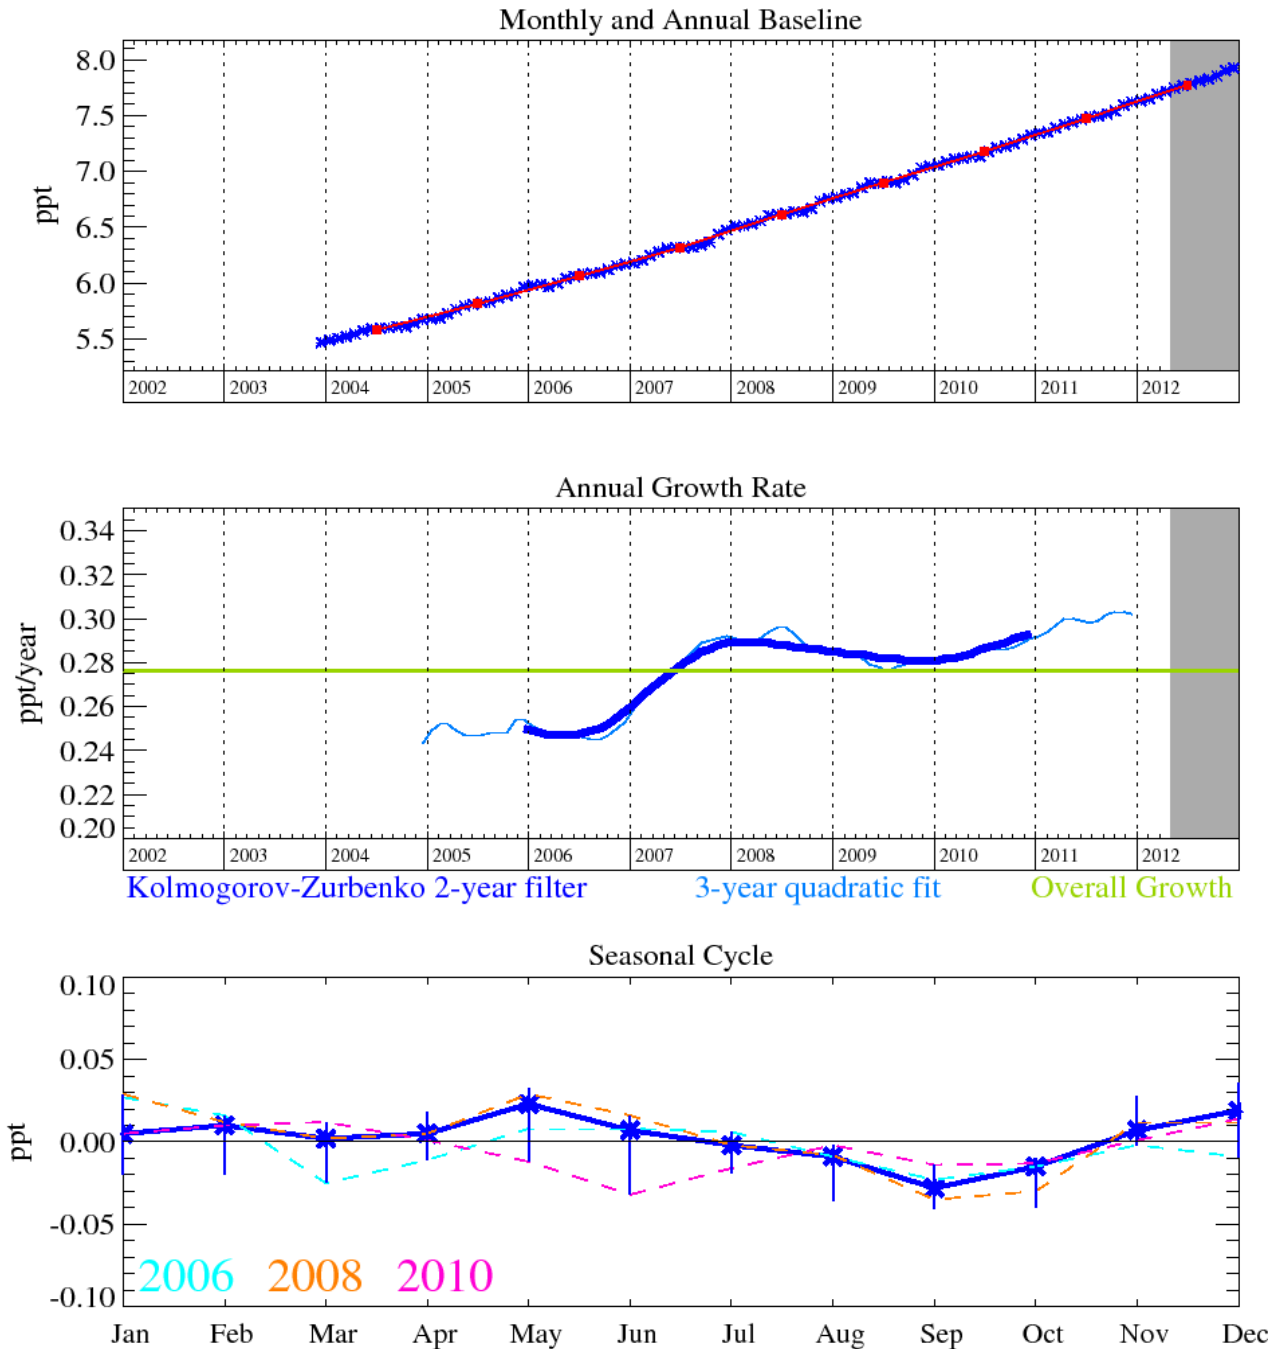 Monthly and Annual Baseline
8.0
7.5
7.0
6.5
6.0
5.5
ppt
2002 2003 2004 2005 2006 2007 2008 2009 2010 2011 2012
Annual Growth Rate
0.34
0.32
0.30
0.28
0.26
0.24
0.22
0.20
ppt/year
2002 2003 2004 2005 2006 2007 2008 2009 2010 2011 2012
Kolmogorov-Zurbenko 2-year filter 3-year quadratic fit Overall Growth
Seasonal Cycle
0.10
0.05
0.00
-0.05
-0.10
ppt
2006 2008 2010
Jan Feb Mar Apr May Jun Jul Aug Sep Oct Nov Dec